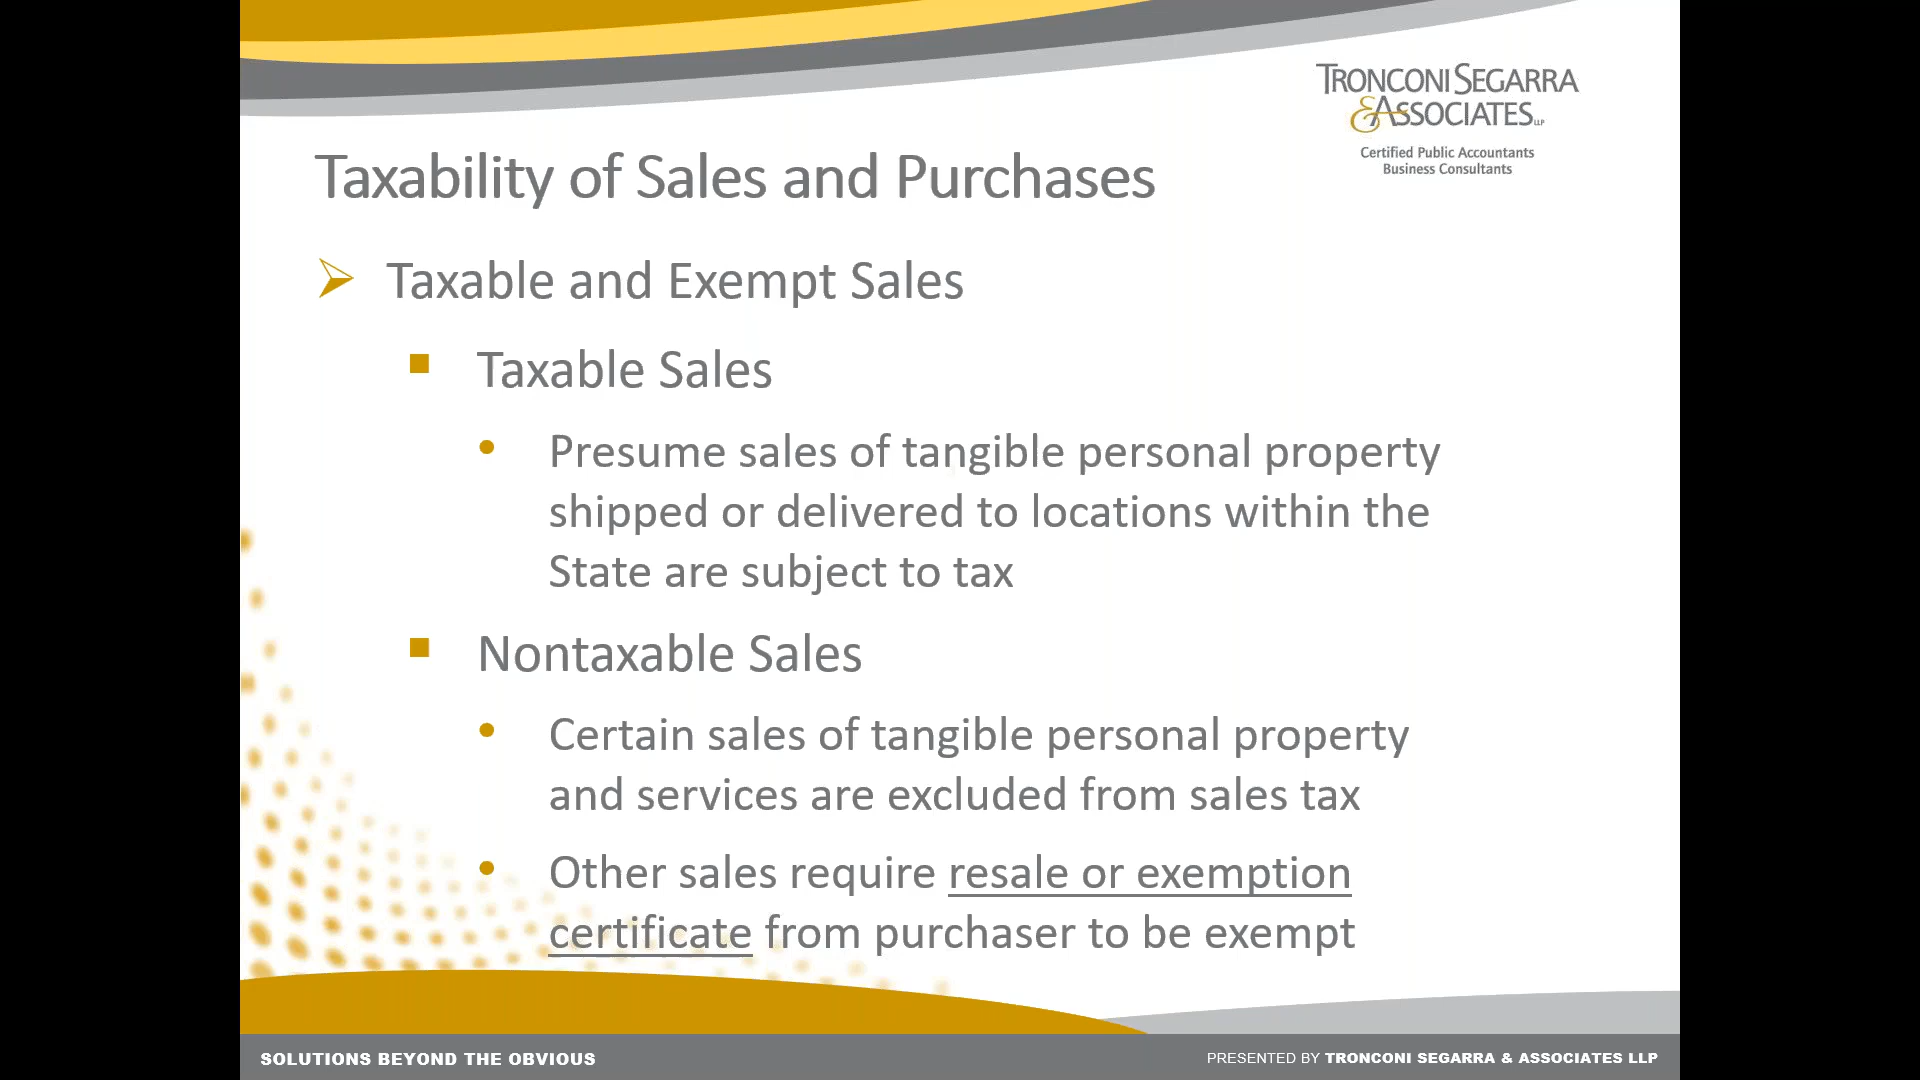 TRONCONI SEGARRA
& ASSOCIATES LLP
Certified Public Accountants
Business Consultants
Taxability of Sales and Purchases
Taxable and Exempt Sales
Taxable Sales
Presume sales of tangible personal property
shipped or delivered to locations within the
State are subject to tax
Nontaxable Sales
Certain sales of tangible personal property
and services are excluded from sales tax
Other sales require resale or exemption
certificate from purchaser to be exempt
SOLUTIONS BEYOND THE OBVIOUS
PRESENTED BY TRONCONI SEGARRA & ASSOCIATES LLP